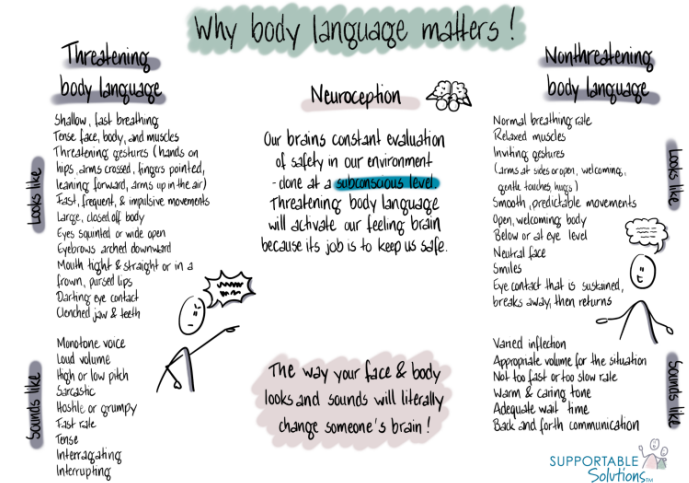 Why body language matters!
Threatening
body language
Looks like
Shallow, fast breathing
Tense face, body, and muscles
Threatening gestures (hands on
hips, arms crossed, fingers pointed,
leaning forward, arms up in the air)
Fast, frequent, & impulsive movements
Large, closed off body
Eyes squinted or wide open
Eyebrows arched downward
Mouth tight & straight or in a
frown, pursed lips
Darting eye contact
Clenched jaw & teeth
Sounds like
Monotone voice
Loud volume
High or low pitch
Sarcastic
Hostile or grumpy
Fast rate
Tense
Interragating
Interrupting
Neuroception
Our brains constant evaluation
of safety in our environment
- done at a subconscious level.
Threatening body language
will activate our feeling brain
because its job is to keep us safe.
The way your face & body
looks and sounds will literally
change someone's brain!
Nonthreatening
body language
Looks like
Normal breathing rate
Relaxed muscles
Inviting gestures
(arms at sides or open, welcoming,
gentle touches, hugs)
Smooth, predictable movements
Open, welcoming body
Below or at eye level
Neutral face
Smiles
Eye contact that is sustained,
breaks away, then returns
Sounds like
Varied inflection
Appropriate volume for the situation
Not too fast or too slow rate
Warm & caring tone
Adequate wait time
Back and forth communication
SUPPORTABLE
Solutions